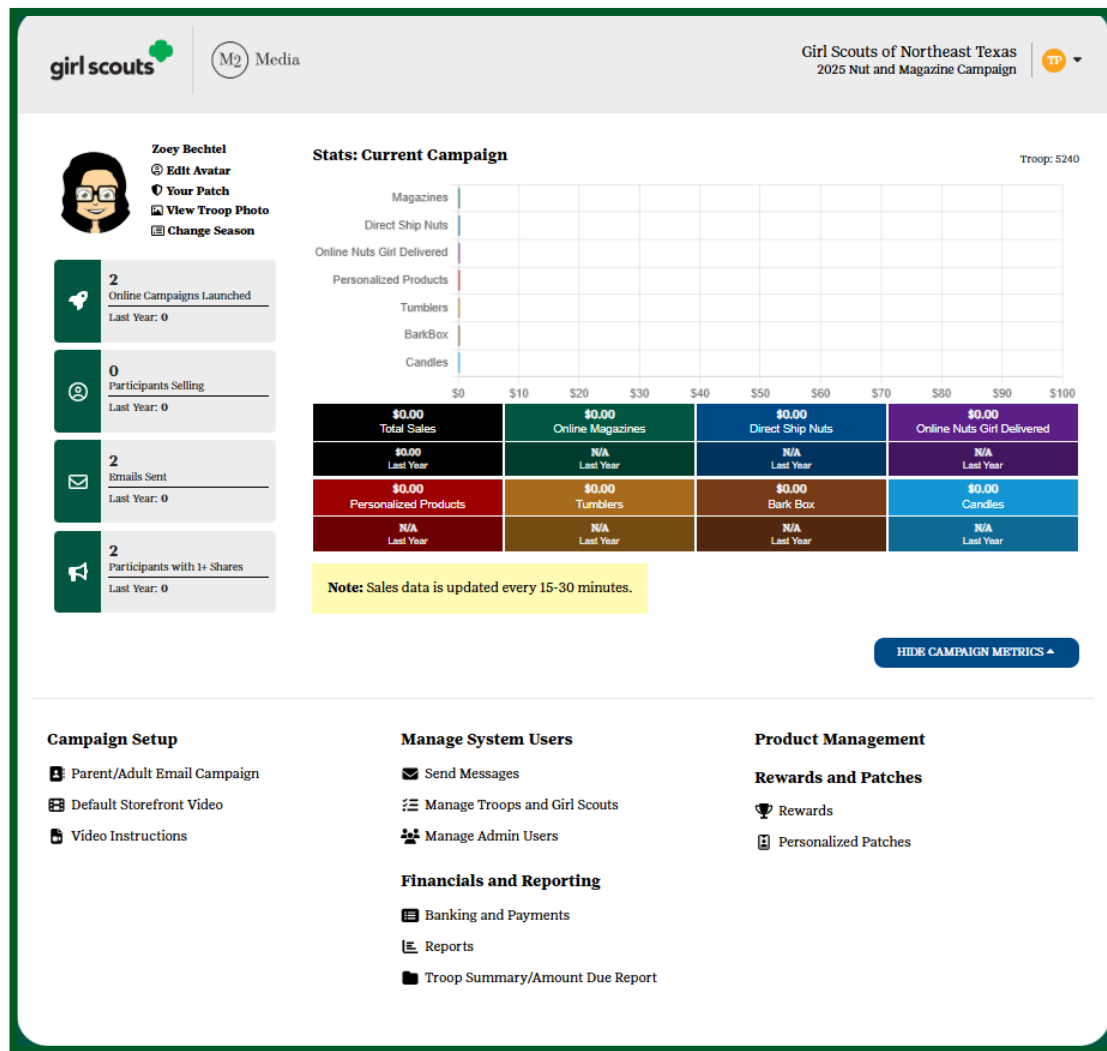 girl scouts
M2 Media
Girl Scouts of Northeast Texas
2025 Nut and Magazine Campaign
TP
Zoey Bechtel
Edit Avatar
Your Patch
View Troop Photo
Change Season
2
Online Campaigns Launched
Last Year: 0
0
Participants Selling
Last Year: 0
2
Emails Sent
Last Year: 0
2
Participants with 1+ Shares
Last Year: 0
Stats: Current Campaign
Troop: 5240
Magazines
Direct Ship Nuts
Online Nuts Girl Delivered
Personalized Products
Tumblers
BarkBox
Candles
$0 $10 $20 $30 $40 $50 $60 $70 $80 $90 $100
$0.00 $0.00 $0.00 $0.00
Total Sales Online Magazines Direct Ship Nuts Online Nuts Girl Delivered
$0.00 N/A N/A N/A
Last Year Last Year Last Year Last Year
$0.00 $0.00 $0.00 $0.00
Personalized Products Tumblers Bark Box Candles
N/A N/A N/A N/A
Last Year Last Year Last Year Last Year
Note: Sales data is updated every 15-30 minutes.
HIDE CAMPAIGN METRICS
Campaign Setup
Parent/Adult Email Campaign
Default Storefront Video
Video Instructions
Manage System Users
Send Messages
Manage Troops and Girl Scouts
Manage Admin Users
Financials and Reporting
Banking and Payments
Reports
Troop Summary/Amount Due Report
Product Management
Rewards and Patches
Rewards
Personalized Patches